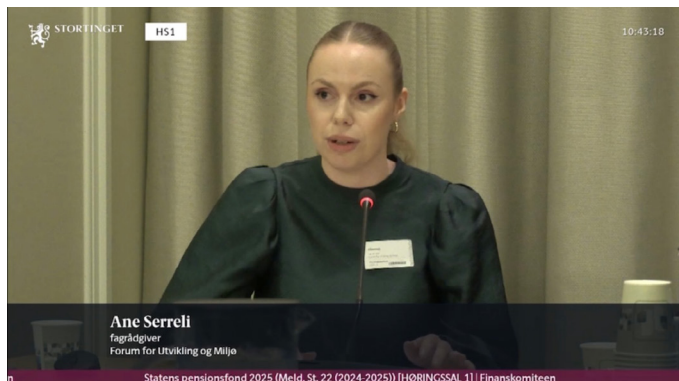 STORTINGET
HS1
10:43:18
Ane Serreli
fagrådgiver
Forum for Utvikling og Miljø
n
Statens pensjonsfond 2025 (Meld. St. 22 (2024-2025)) [HØRINGSSAL 1] | Finanskomiteen